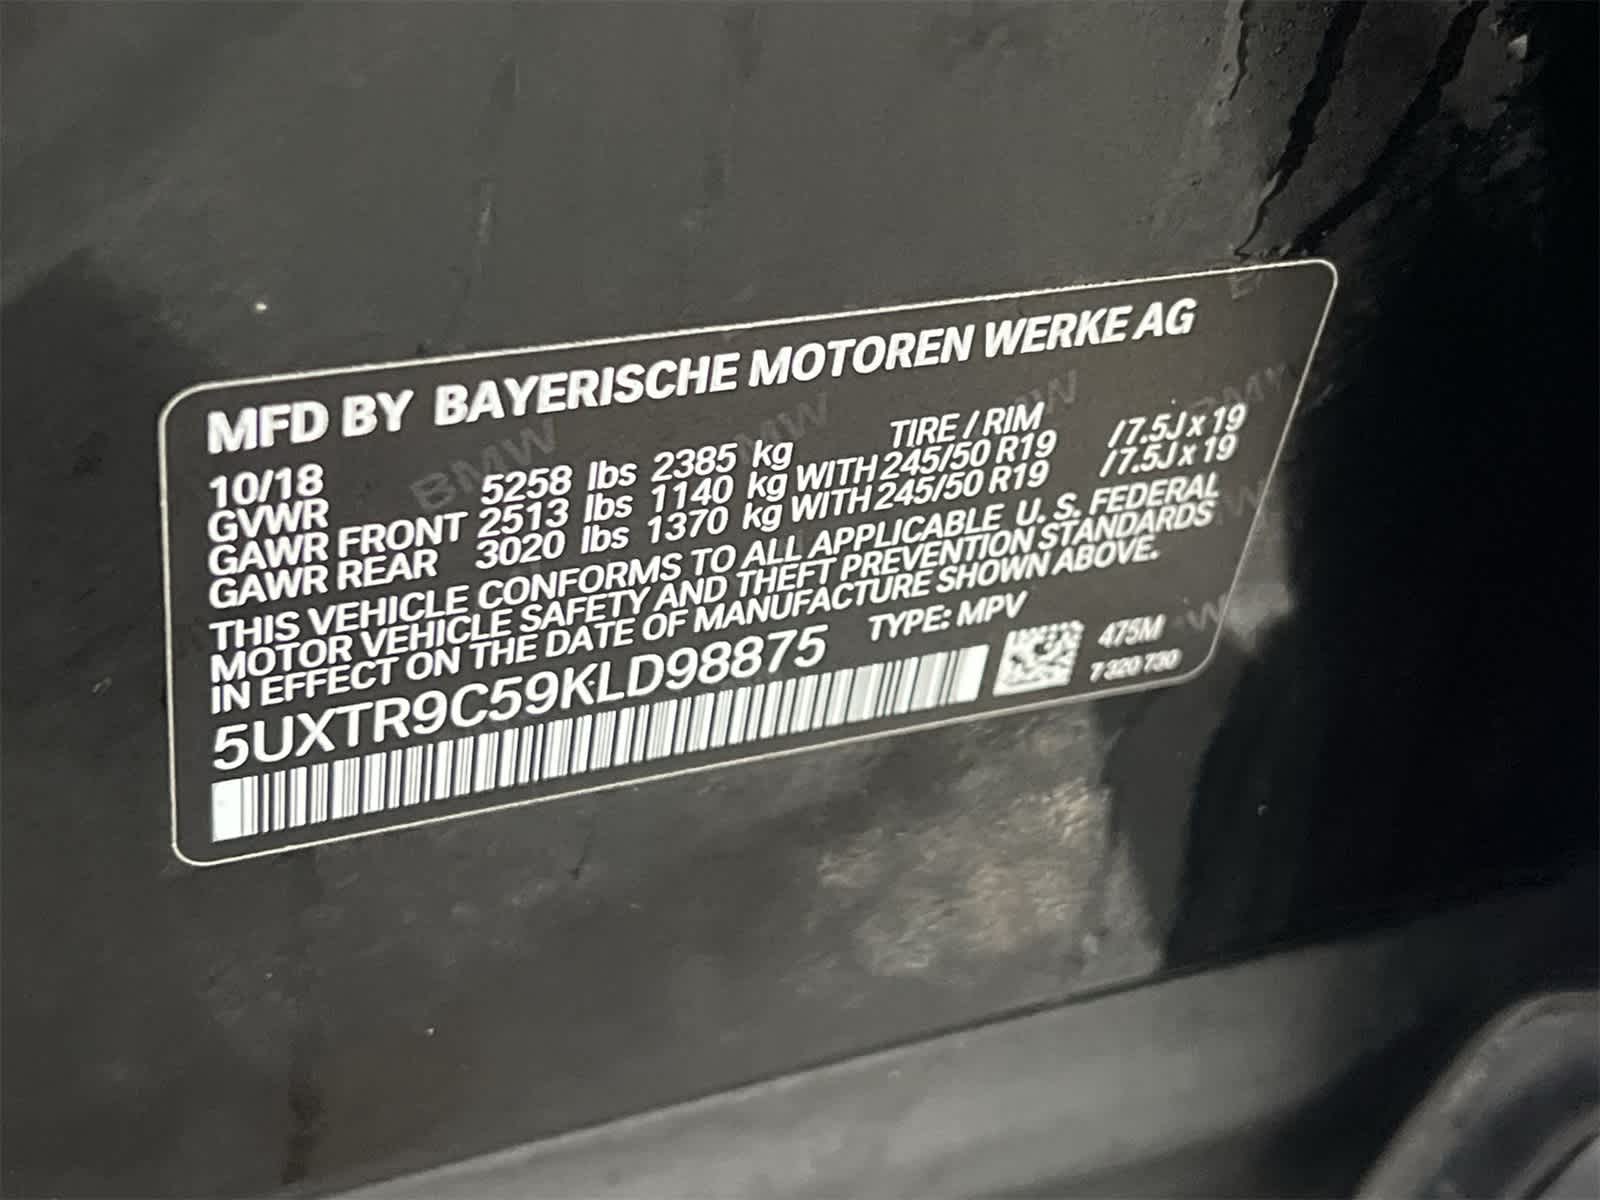 MFD BY BAYERISCHE MOTOREN WERKE AG
10/18 TIRE / RIM
GVWR 5258 lbs 2385 kg
GAWR FRONT 2513 lbs 1140 kg WITH 245/50 R19 /7.5J x 19
GAWR REAR 3020 lbs 1370 kg WITH 245/50 R19 /7.5J x 19
THIS VEHICLE CONFORMS TO ALL APPLICABLE U. S. FEDERAL
MOTOR VEHICLE SAFETY AND THEFT PREVENTION STANDARDS
IN EFFECT ON THE DATE OF MANUFACTURE SHOWN ABOVE.
5UXTR9C59KLD98875 TYPE: MPV
475M
7 320 730